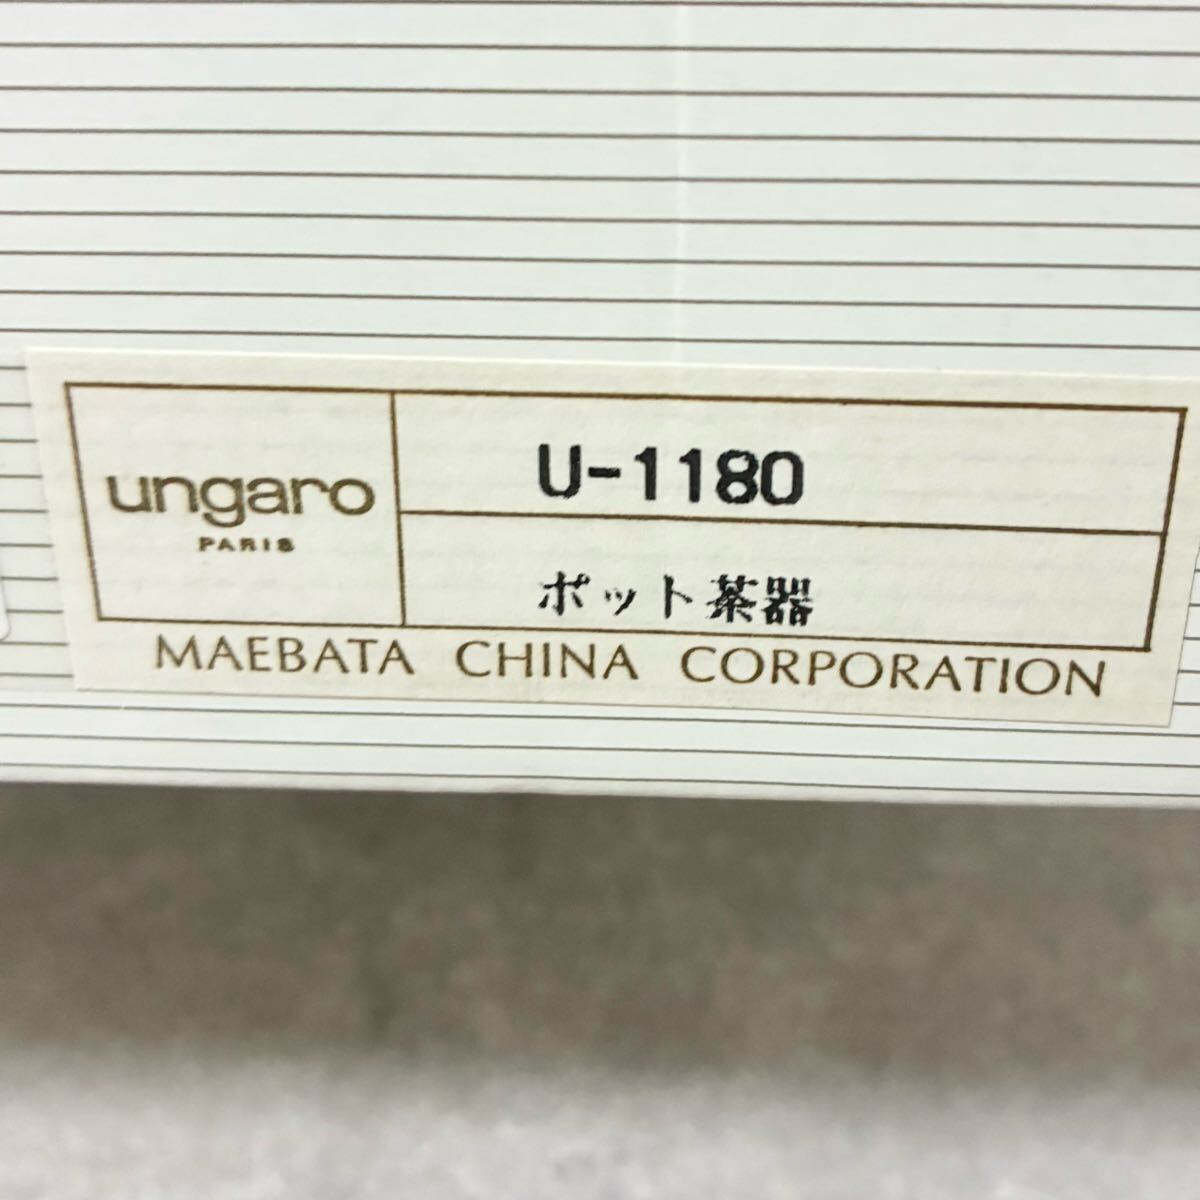 ungaro
PARIS
U-1180
ポット茶器
MAEBATA CHINA CORPORATION